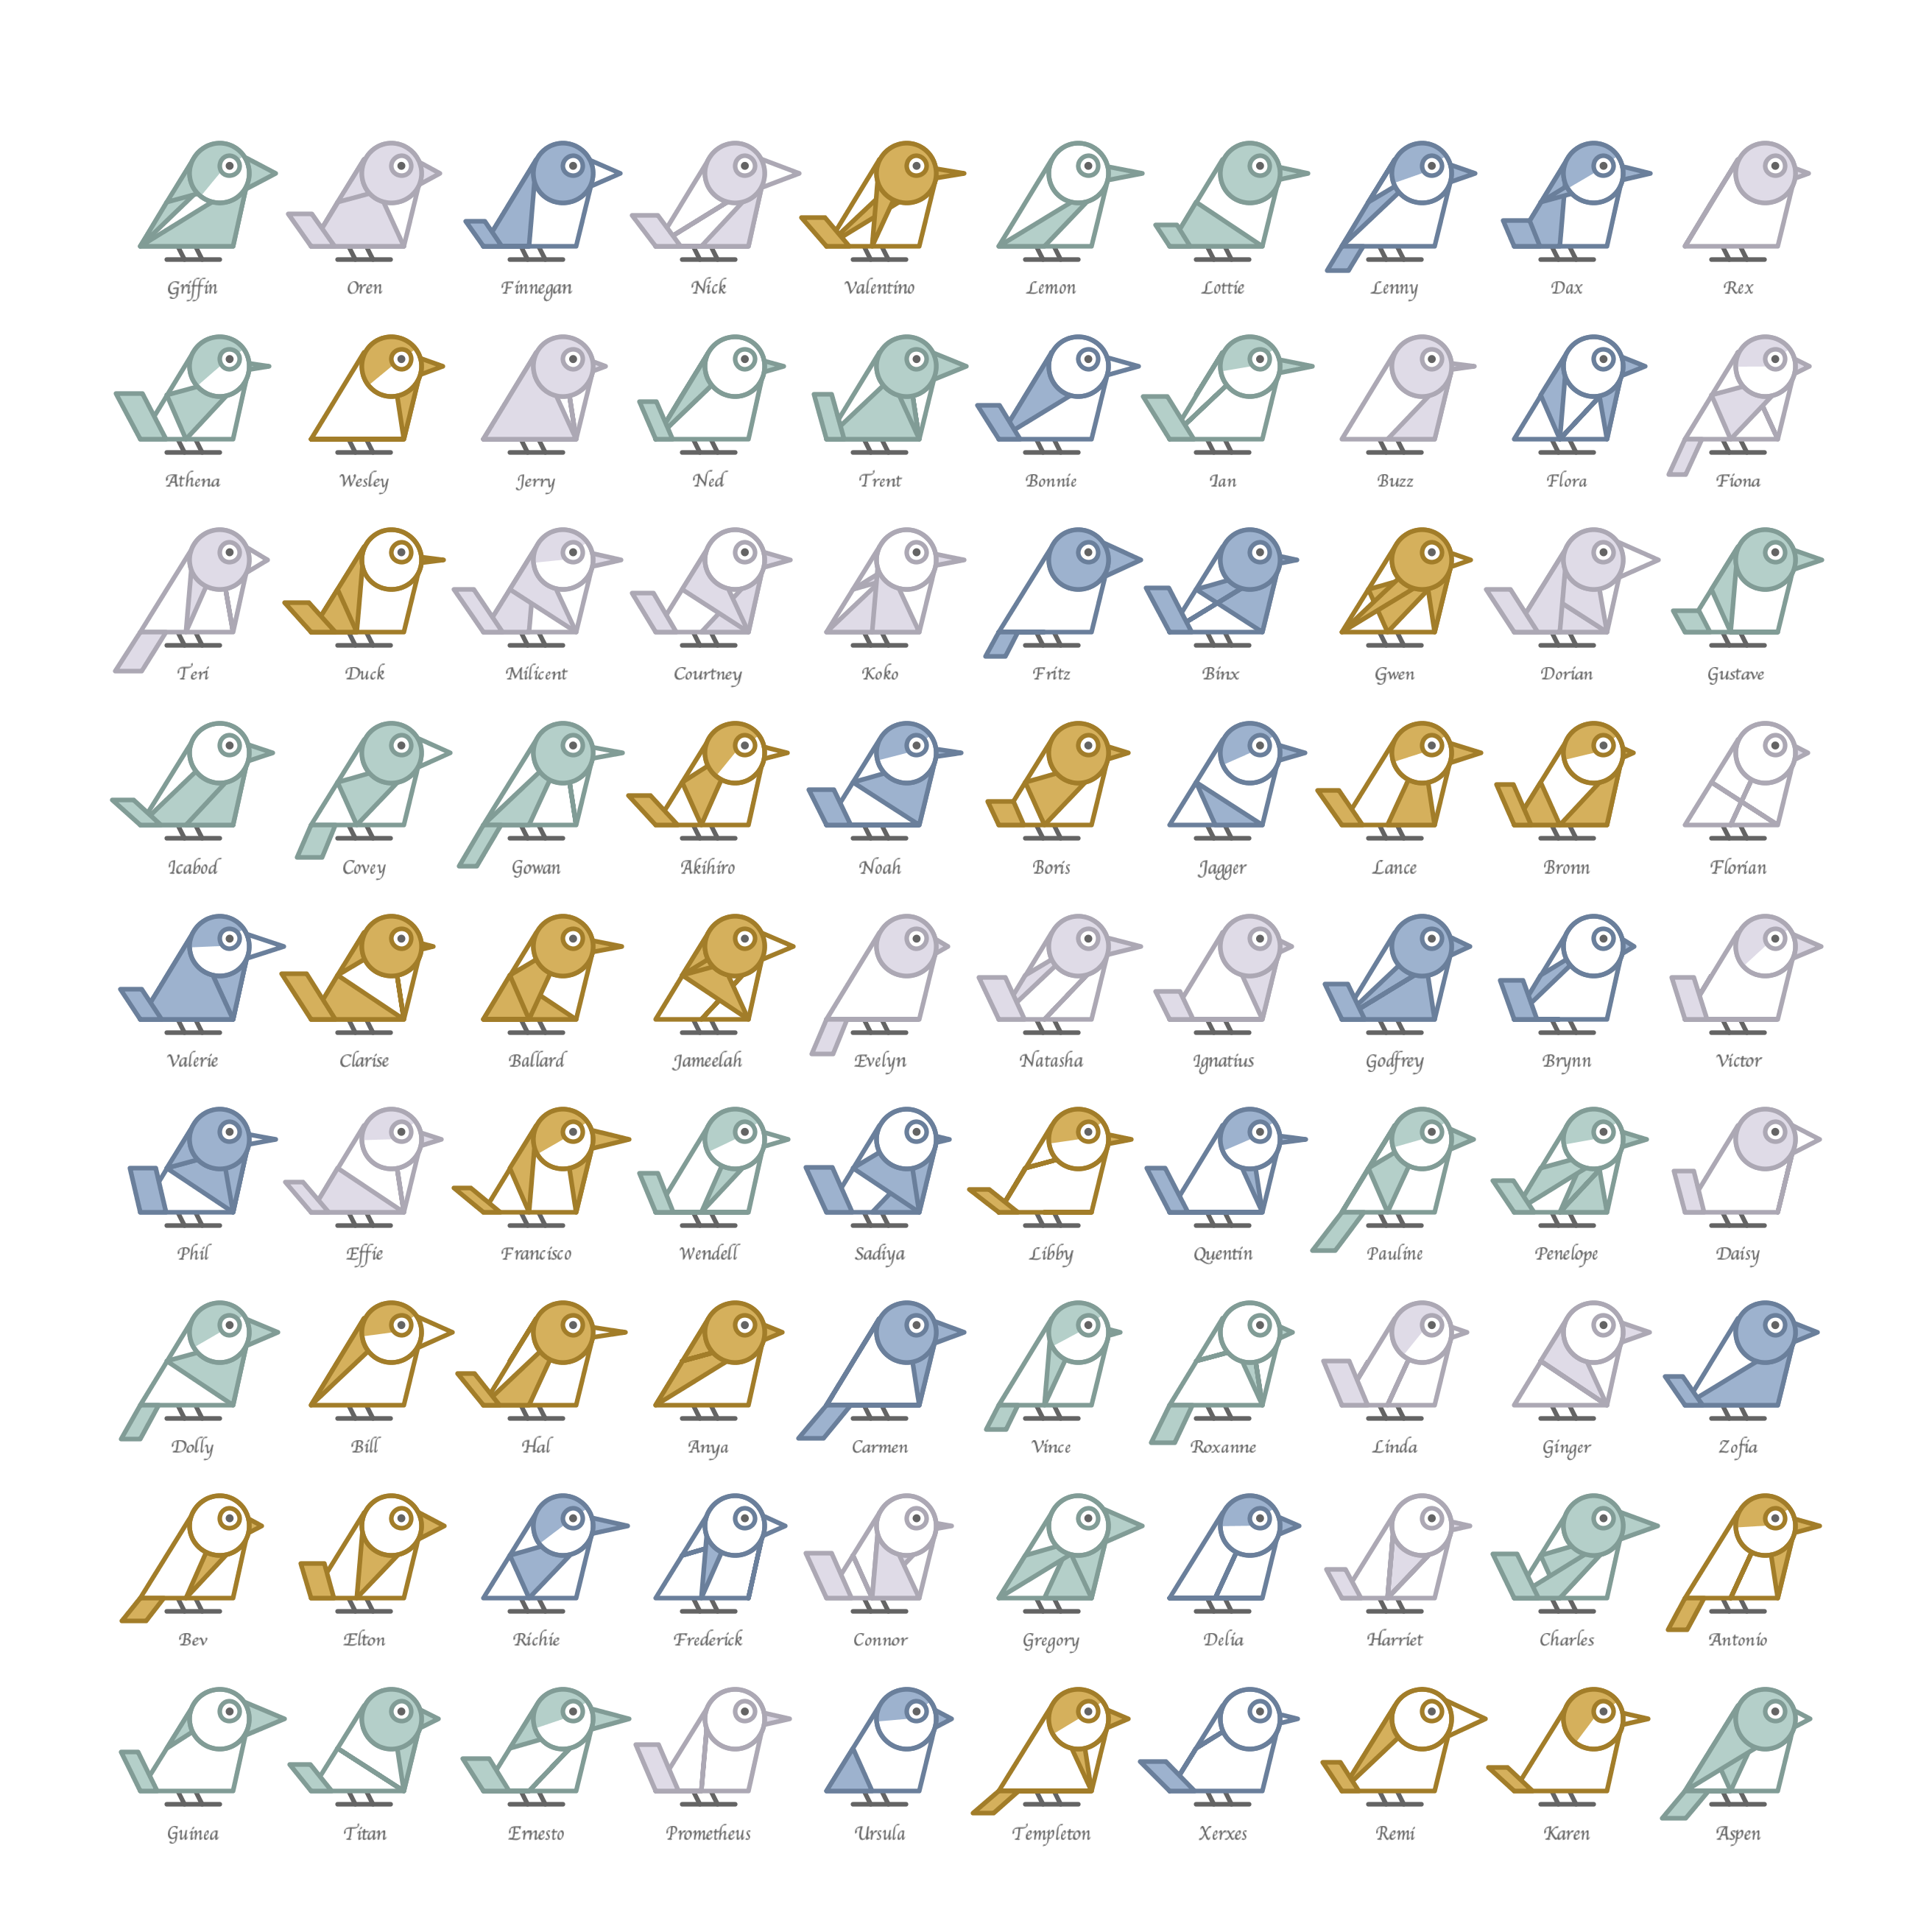 Griffin Oren Finnegan Nick Valentino Lemon Lottie Lenny Dax Rex
Athena Wesley Jerry Ned Trent Bonnie Ian Buzz Flora Fiona
Teri Duck Milicent Courtney Koko Fritz Binx Gwen Dorian Gustave
Icabod Covey Gowan Akihiro Noah Boris Jagger Lance Bronn Florian
Valerie Clarise Ballard Jameelah Evelyn Natasha Ignatius Godfrey Brynn Victor
Phil Effie Francisco Wendell Sadiya Libby Quentin Pauline Penelope Daisy
Dolly Bill Hal Anya Carmen Vince Roxanne Linda Ginger Zofia
Bev Elton Richie Frederick Connor Gregory Delia Harriet Charles Antonio
Guinea Titan Ernesto Prometheus Ursula Templeton Xerxes Remi Karen Aspen